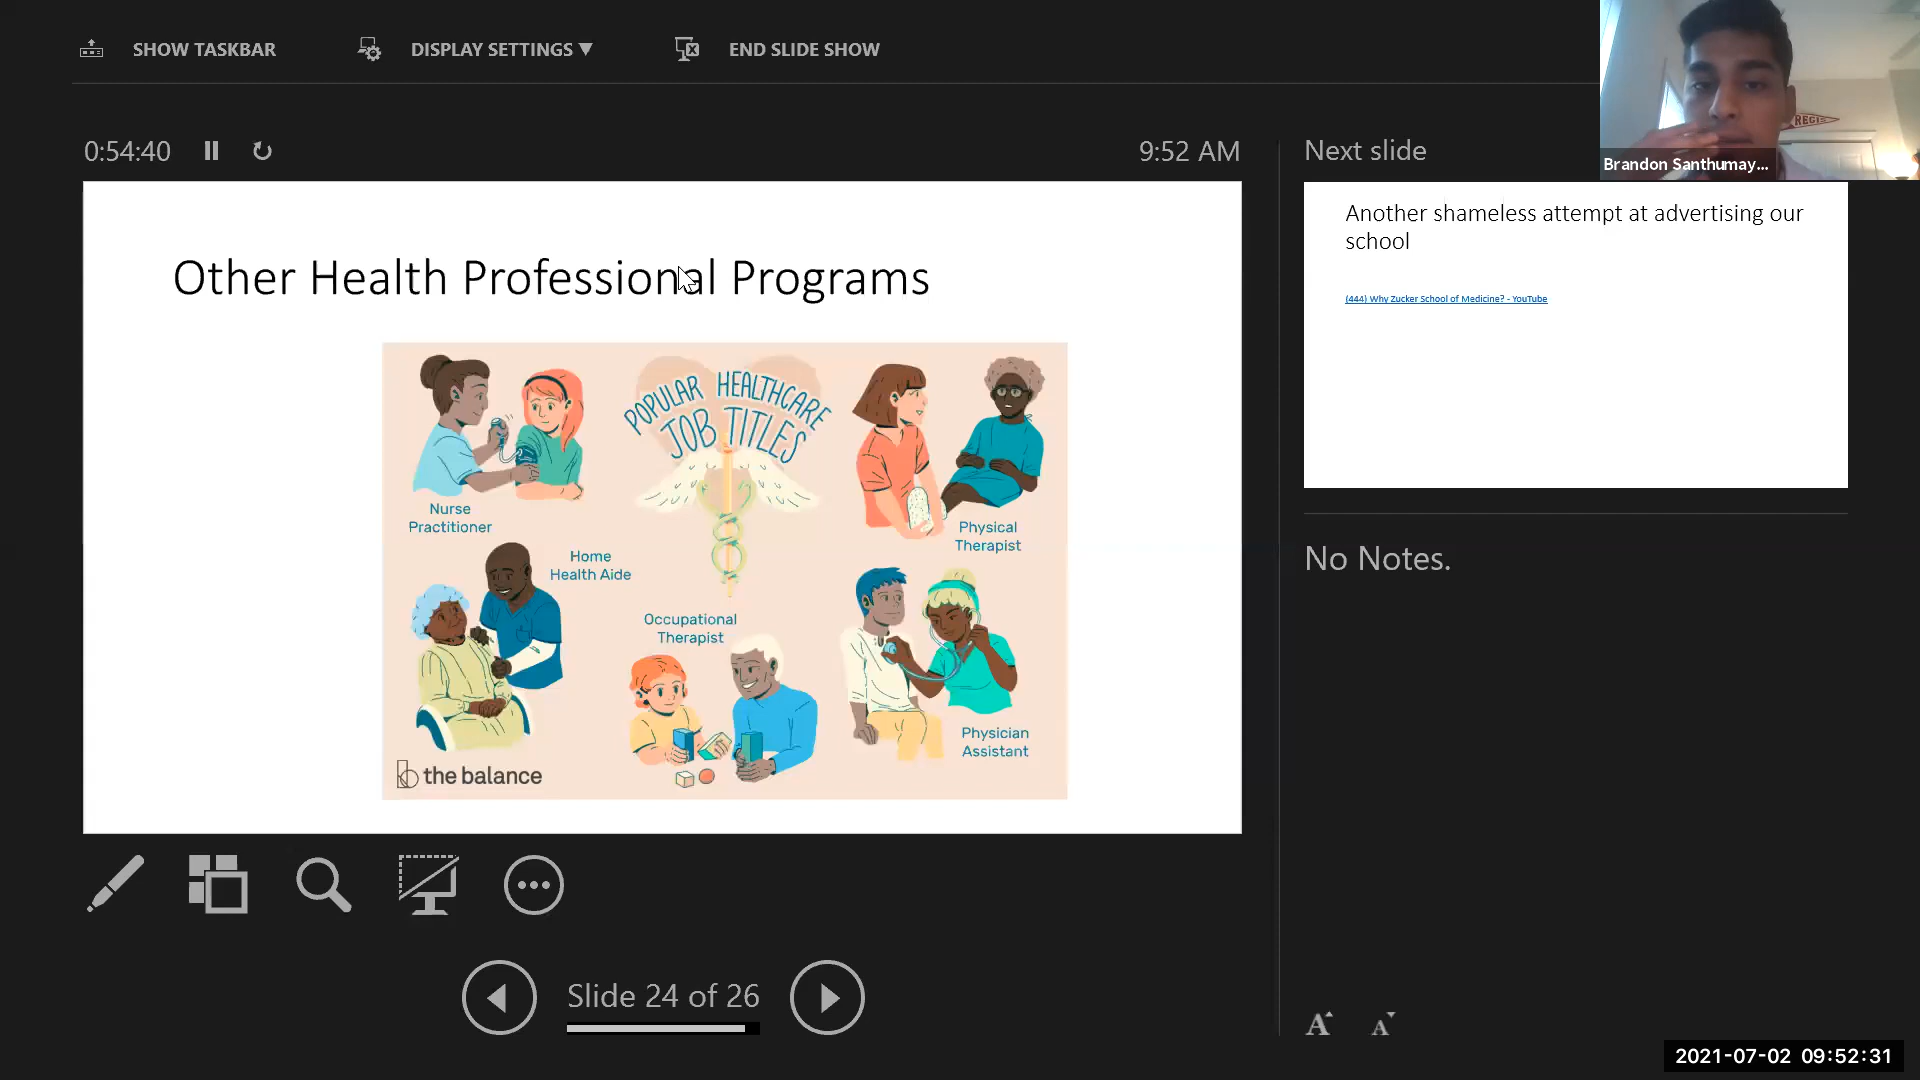 SHOW TASKBAR
DISPLAY SETTINGS ▼
END SLIDE SHOW
REGIS
Brandon Santhumay...
0:54:40
9:52 AM
Next slide
Other Health Professional Programs
POPULAR HEALTHCARE
JOB TITLES
Nurse
Practitioner
Physical
Therapist
Home
Health Aide
Occupational
Therapist
Physician
Assistant
the balance
Another shameless attempt at advertising our
school
(444) Why Zucker School of Medicine? - YouTube
No Notes.
Slide 24 of 26
A
A
2021-07-02 09:52:31